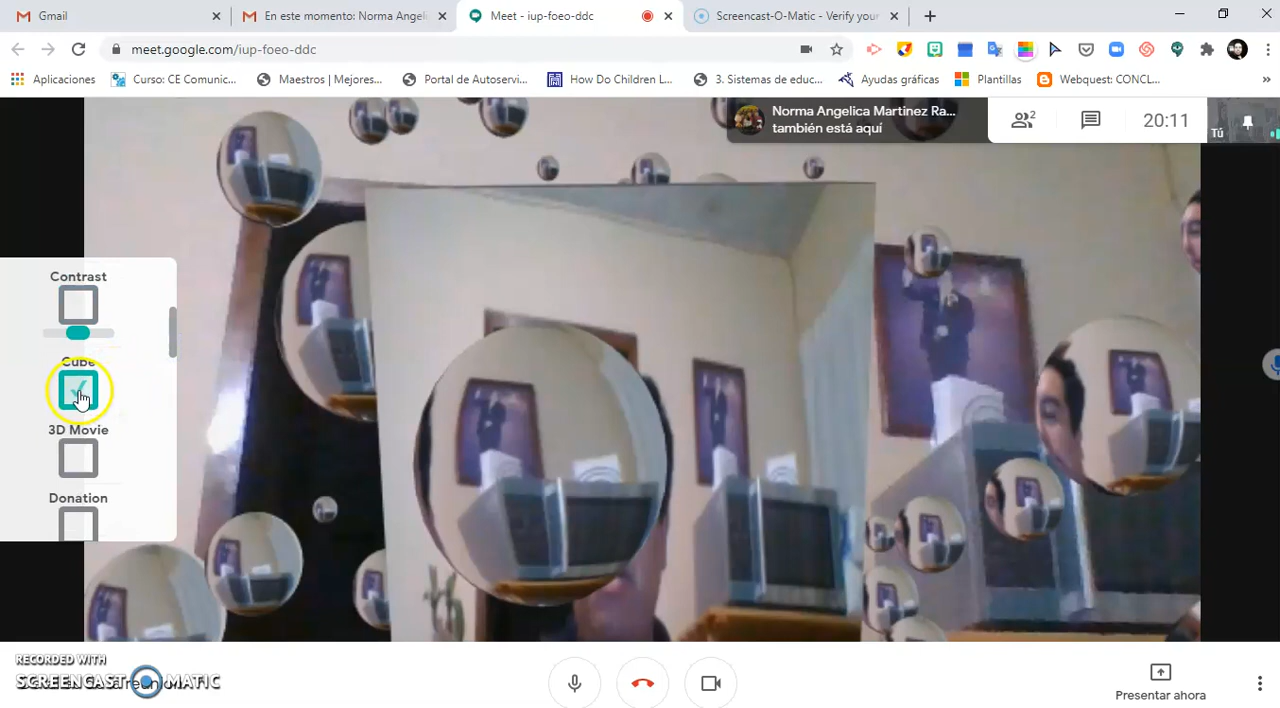 Gmail
En este momento: Norma Angeli
Meet - iup-foeo-ddc
Screencast-O-Matic - Verify your
meet.google.com/iup-foeo-ddc
Aplicaciones
Curso: CE Comunic...
Maestros | Mejores...
Portal de Autoservi...
How Do Children L...
3. Sistemas de educ...
Ayudas gráficas
Plantillas
Webquest: CONCL...
»
Norma Angelica Martinez Ra...
también está aquí
2
20:11
Tú
Contrast
Cube
3D Movie
Donation
RECORDED WITH
SCREENCAST MATIC
Presentar ahora